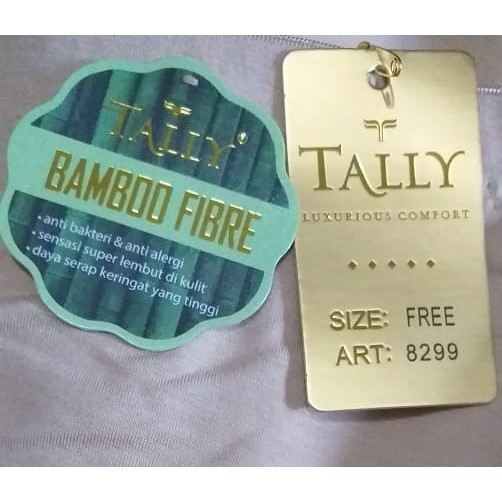 TALLY
BAMBOO FIBRE
• anti bakteri & anti alergi
• sensasi super lembut di kulit
• daya serap keringat yang tinggi
TALLY
LUXURIOUS COMFORT
SIZE: FREE
ART: 8299